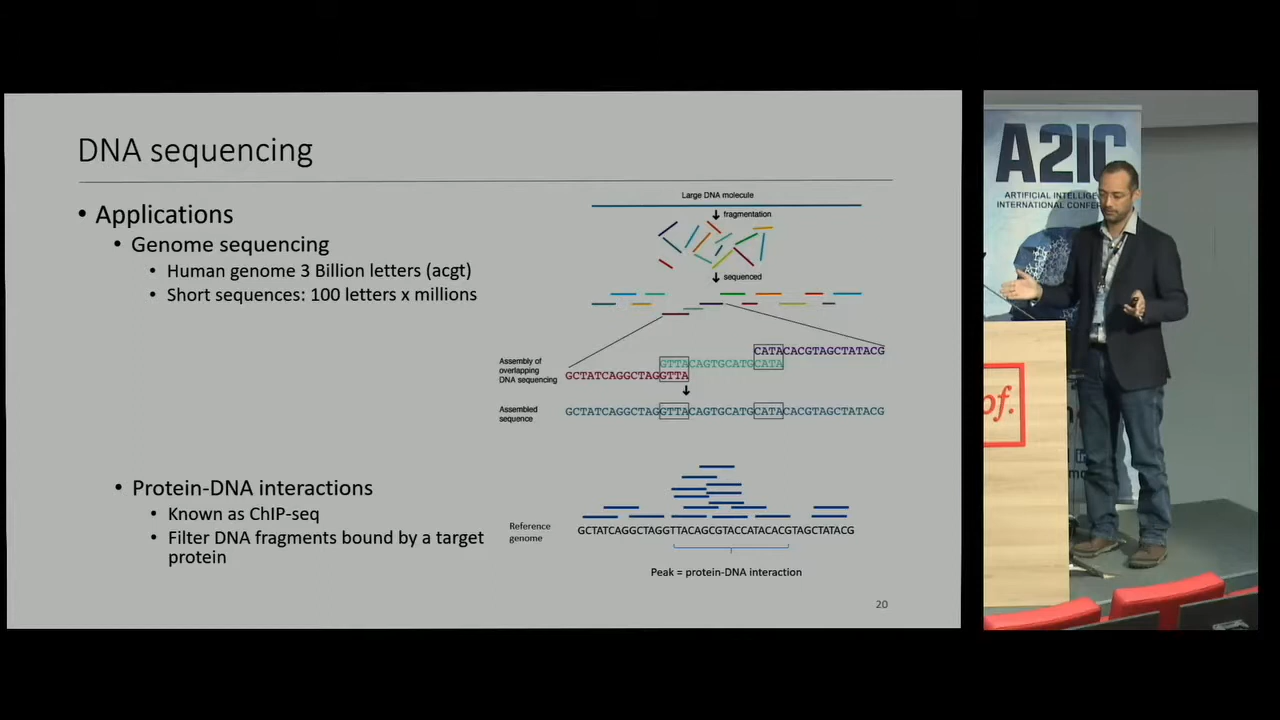 DNA sequencing
• Applications
• Genome sequencing
• Human genome 3 Billion letters (acgt)
• Short sequences: 100 letters x millions
• Protein-DNA interactions
• Known as ChIP-seq
• Filter DNA fragments bound by a target
protein
Large DNA molecule
fragmentation
sequenced
CATACACGTAGCTATACG
GTTACAGTGCATGCATA
GCTATCAGGCTAGGTTA
Assembly of
overlapping
DNA sequencing
Assembled
sequence
GCTATCAGGCTAGGTTACAGTGCATGCATACACGTAGCTATACG
Reference
genome
GCTATCAGGCTAGGTTACAGCGTACCATACACGTAGCTATACG
Peak = protein-DNA interaction
20
A2IC
ARTIFICIAL INTELLIGE
INTERNATIONAL CONFER
of.